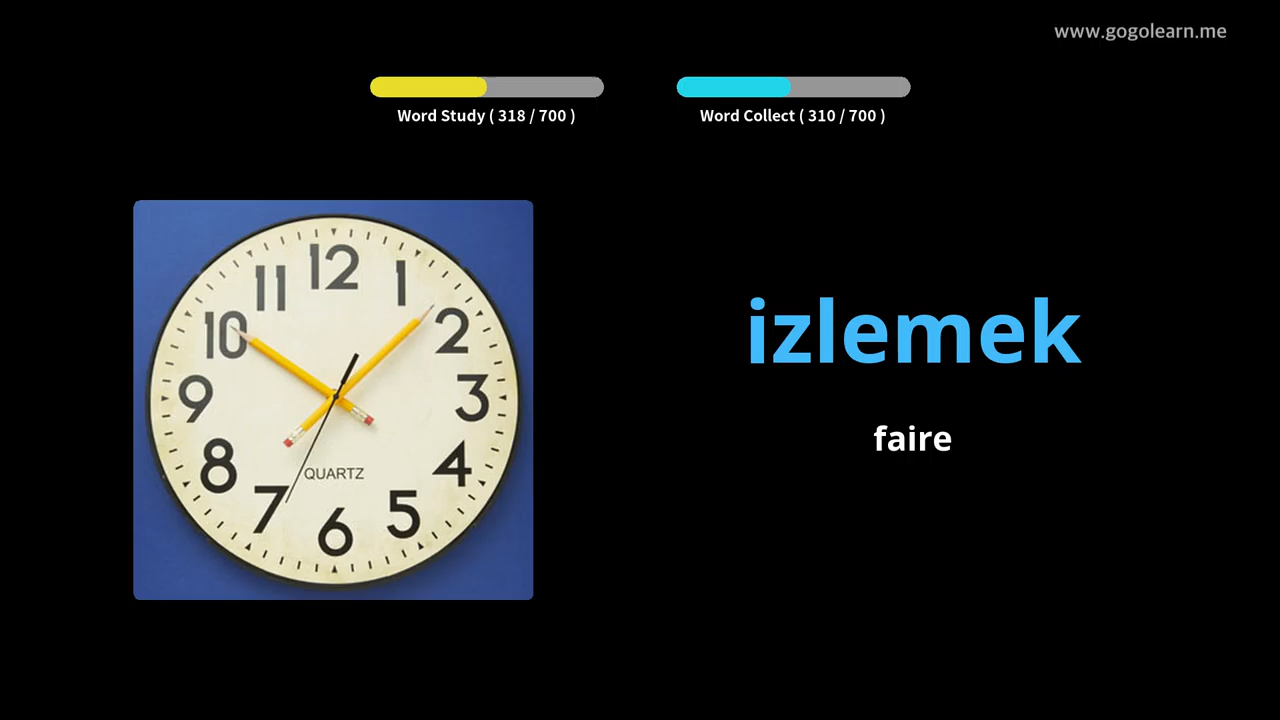 www.gogolearn.me
Word Study ( 318 / 700 )
Word Collect ( 310 / 700 )
12
11
1
10
2
9
3
8
4
QUARTZ
7
5
6
izlemek
faire